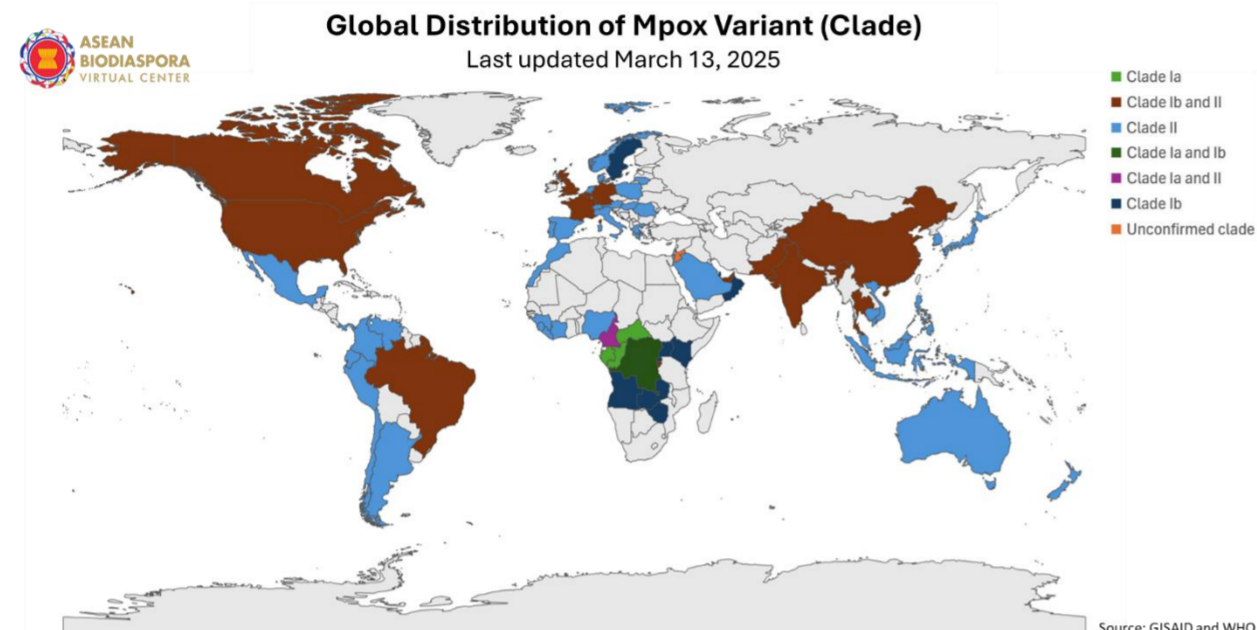 Global Distribution of Mpox Variant (Clade)
Last updated March 13, 2025
ASEAN
BIODIASPORA
VIRTUAL CENTER
Clade Ia
Clade Ib and II
Clade II
Clade Ia and Ib
Clade Ia and II
Clade Ib
Unconfirmed clade
Source: GISAID and WHO